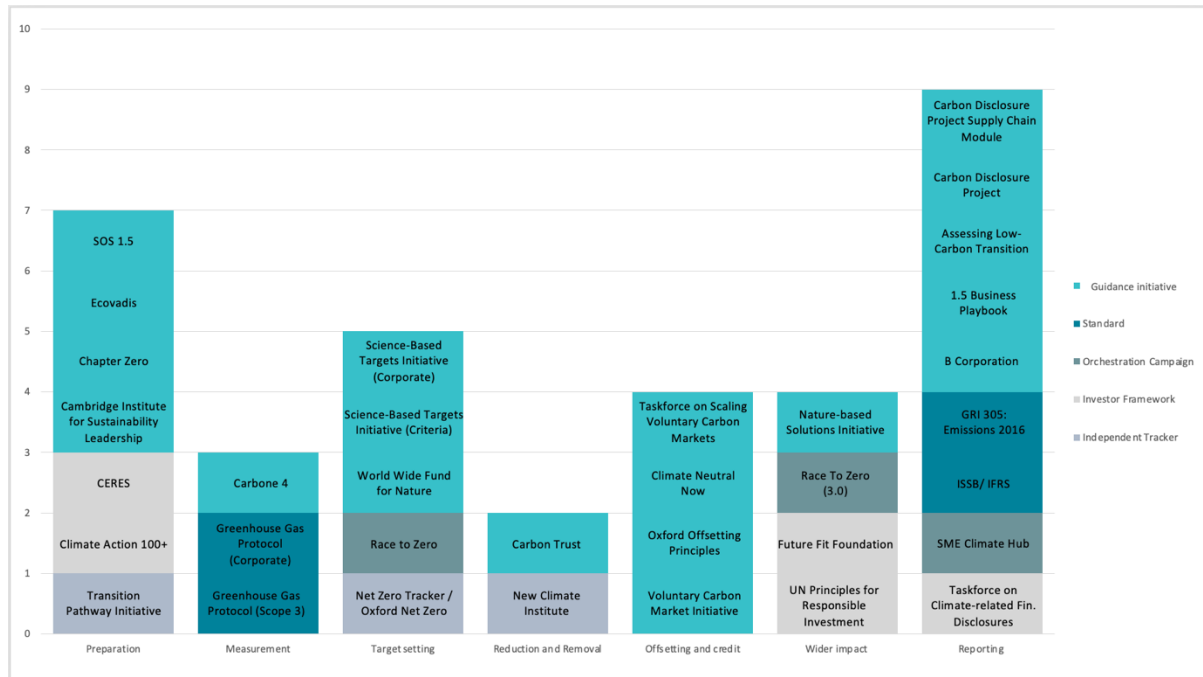 10
9
8
7
6
5
4
3
2
1
0
SOS 1.5
Ecovadis
Chapter Zero
Cambridge Institute
for Sustainability
Leadership
CERES
Climate Action 100+
Transition
Pathway Initiative
Carbone 4
Greenhouse Gas
Protocol
(Corporate)
Greenhouse Gas
Protocol (Scope 3)
Science-Based
Targets Initiative
(Corporate)
Science-Based Targets
Initiative (Criteria)
World Wide Fund
for Nature
Race to Zero
Net Zero Tracker /
Oxford Net Zero
Carbon Trust
New Climate
Institute
Taskforce on Scaling
Voluntary Carbon
Markets
Climate Neutral
Now
Oxford Offsetting
Principles
Voluntary Carbon
Market Initiative
Nature-based
Solutions Initiative
Race To Zero
(3.0)
Future Fit Foundation
UN Principles for
Responsible
Investment
Carbon Disclosure
Project Supply Chain
Module
Carbon Disclosure
Project
Assessing Low-
Carbon Transition
1.5 Business
Playbook
B Corporation
GRI 305:
Emissions 2016
ISSB/ IFRS
SME Climate Hub
Taskforce on
Climate-related Fin.
Disclosures
Preparation
Measurement
Target setting
Reduction and Removal
Offsetting and credit
Wider impact
Reporting
Guidance initiative
Standard
Orchestration Campaign
Investor Framework
Independent Tracker